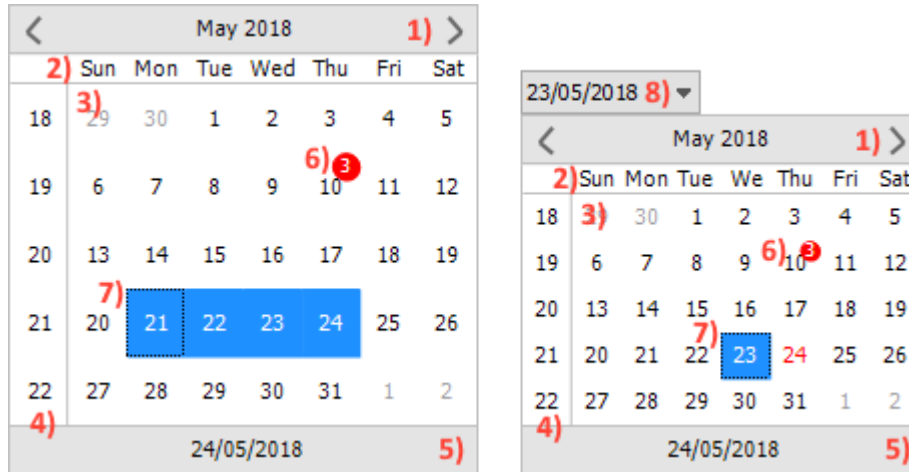 May 2018 1)
2) Sun Mon Tue Wed Thu Fri Sat
3)
18 29 30 1 2 3 4 5
6) 3
19 6 7 8 9 10 11 12
20 13 14 15 16 17 18 19
7)
21 20 21 22 23 24 25 26
22 27 28 29 30 31 1 2
4)
24/05/2018 5)
23/05/2018 8)
May 2018 1)
2) Sun Mon Tue We Thu Fri Sat
18 3) 30 1 2 3 4 5
6) 3
19 6 7 8 9 10 11 12
20 13 14 15 16 17 18 19
7)
21 20 21 22 23 24 25 26
22 27 28 29 30 31 1 2
4)
24/05/2018 5)